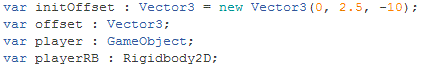 var initOffset : Vector3 = new Vector3(0, 2.5, -10);
var offset : Vector3;
var player : GameObject;
var playerRB : Rigidbody2D;